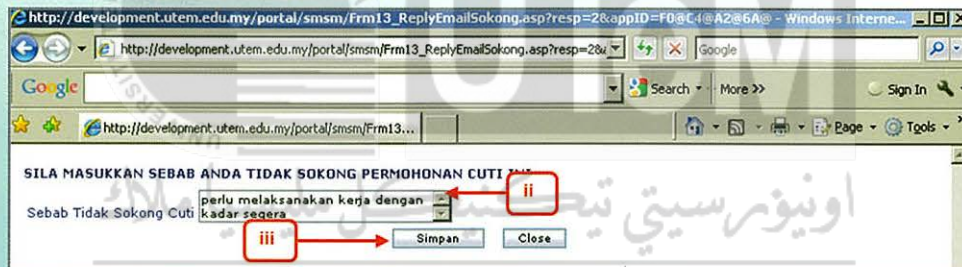 http://development.utem.edu.my/portal/smsm/Frm13_ReplyEmailSokong.asp?resp=2&appID=F0@C4@A2@6A@ - Windows Interne...
http://development.utem.edu.my/portal/smsm/Frm13_ReplyEmailSokong.asp?resp=2& Google
Google Search More >> Sign In
http://development.utem.edu.my/portal/smsm/Frm13... Page Tools
SILA MASUKKAN SEBAB ANDA TIDAK SOKONG PERMOHONAN CUTI INI
ii
Sebab Tidak Sokong Cuti perlu melaksanakan kerja dengan
kadar segera
iii Simpan Close
UTeM
اونيۏرسيتي تيكنيكل مليسيا ملاك